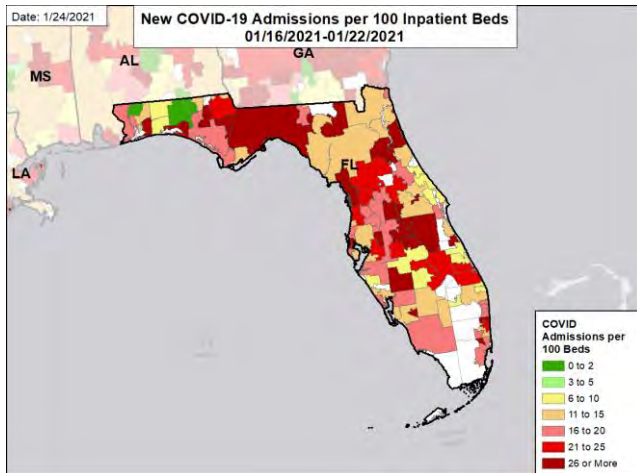 Date: 1/24/2021
New COVID-19 Admissions per 100 Inpatient Beds
01/16/2021-01/22/2021
MS
AL
GA
LA
FL
COVID
Admissions per
100 Beds
0 to 2
3 to 5
6 to 10
11 to 15
16 to 20
21 to 25
26 or More